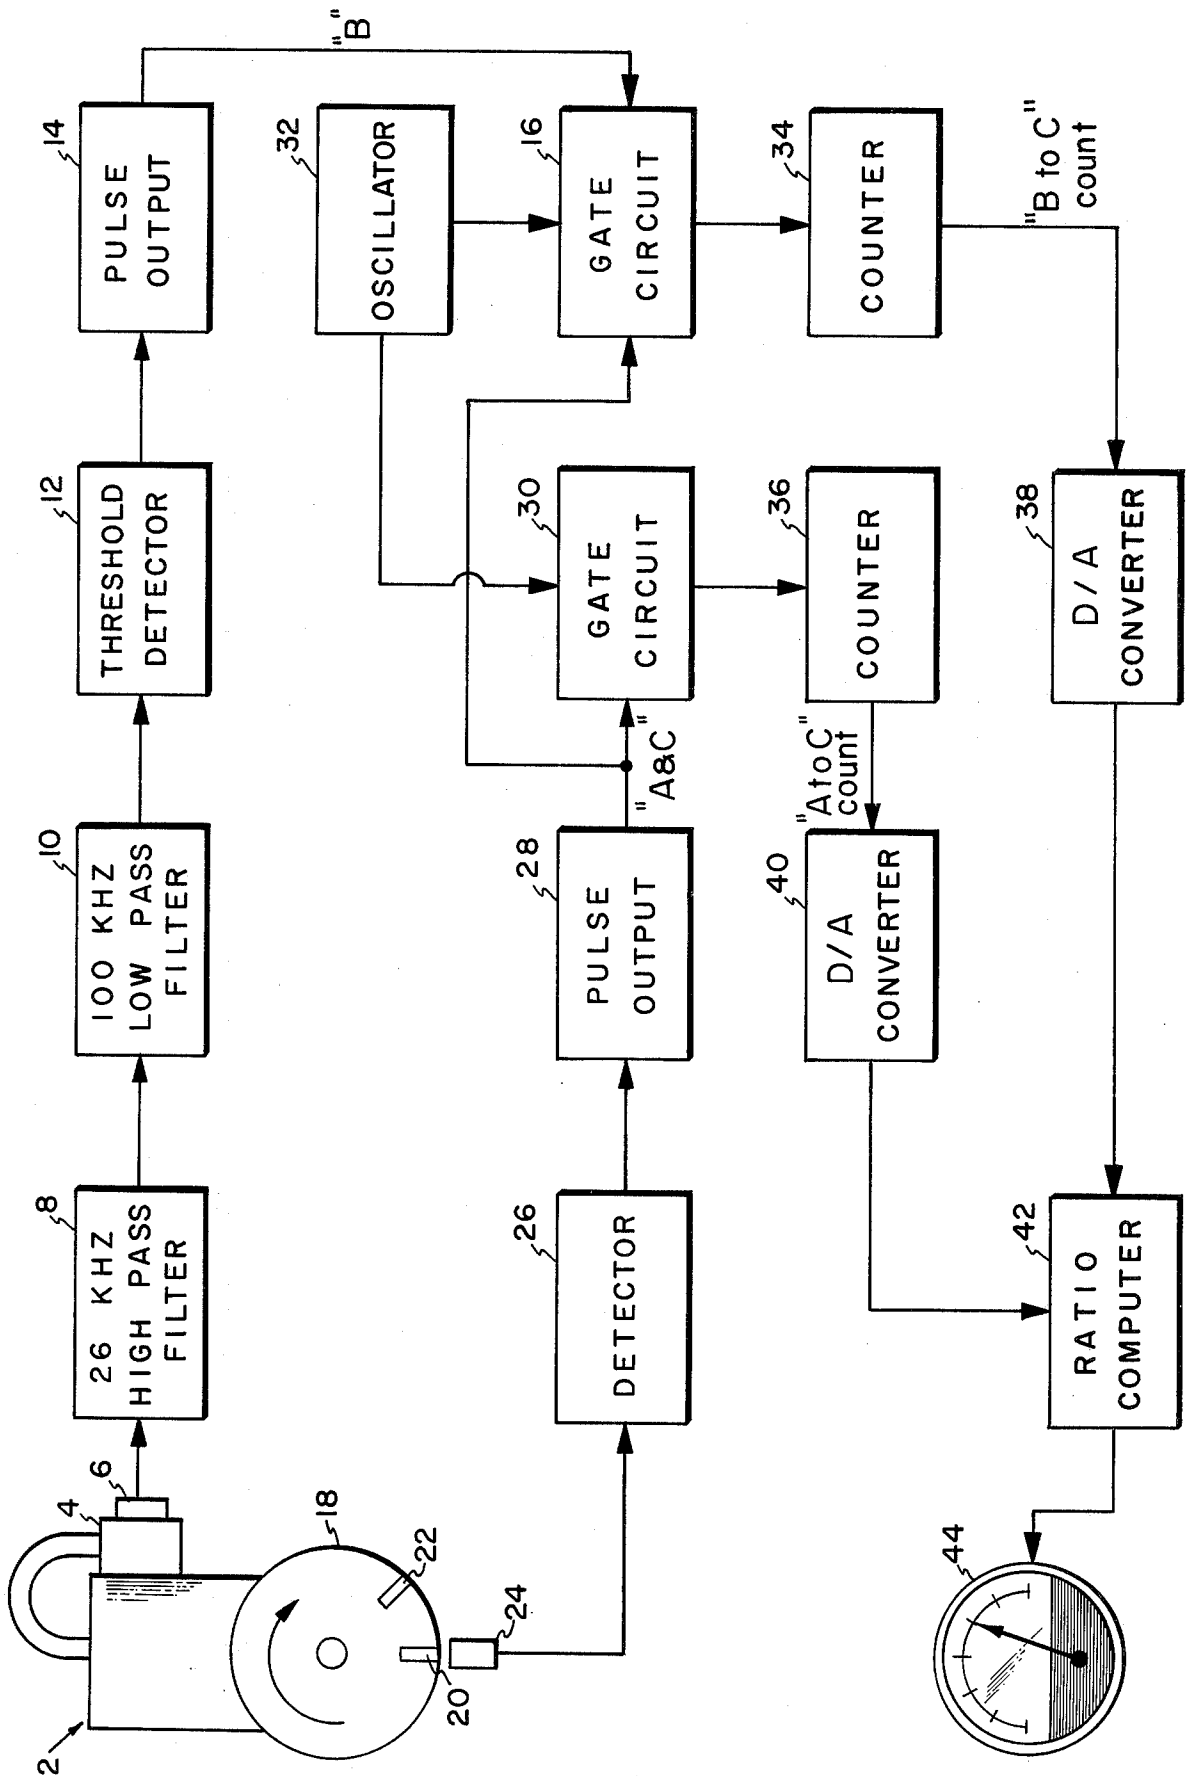 2
4
6
8
26 KHZ
HIGH PASS
FILTER
10
100 KHZ
LOW PASS
FILTER
12
THRESHOLD
DETECTOR
14
PULSE
OUTPUT
"B"
18
20
22
24
26
DETECTOR
28
PULSE
OUTPUT
"A&C"
30
GATE
CIRCUIT
32
OSCILLATOR
16
GATE
CIRCUIT
34
COUNTER
"B to C"
count
36
COUNTER
"A to C"
count
40
D/A
CONVERTER
38
D/A
CONVERTER
42
RATIO
COMPUTER
44